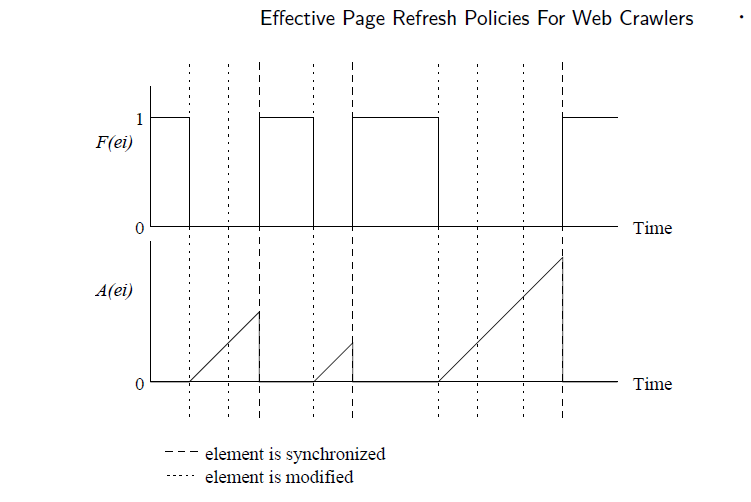 Effective Page Refresh Policies For Web Crawlers ·
1
F(ei)
0
Time
A(ei)
0
Time
element is synchronized
element is modified